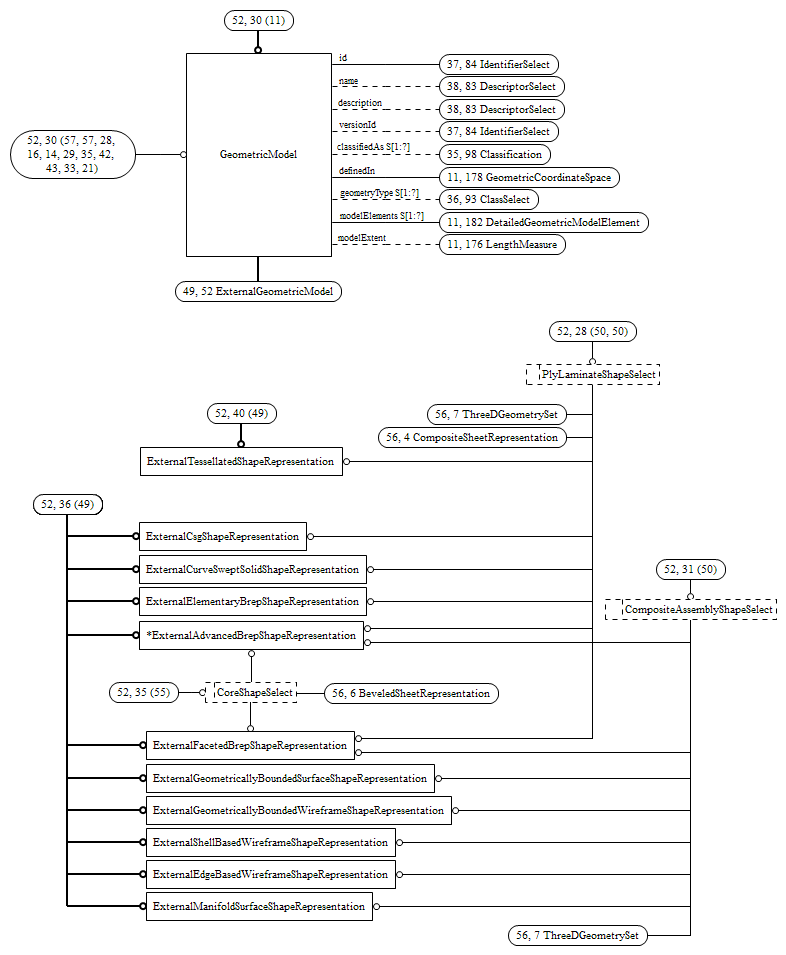 52, 30 (11)
id
37, 84 IdentifierSelect
name
38, 83 DescriptorSelect
description
38, 83 DescriptorSelect
versionId
37, 84 IdentifierSelect
52, 30 (57, 57, 28,
16, 14, 29, 35, 42,
43, 33, 21)
GeometricModel
classifiedAs S[1:?]
35, 98 Classification
definedIn
11, 178 GeometricCoordinateSpace
geometryType S[1:?]
36, 93 ClassSelect
modelElements S[1:?]
11, 182 DetailedGeometricModelElement
modelExtent
11, 176 LengthMeasure
49, 52 ExternalGeometricModel
52, 28 (50, 50)
PlyLaminateShapeSelect
52, 40 (49)
56, 7 ThreeDGeometrySet
56, 4 CompositeSheetRepresentation
ExternalTessellatedShapeRepresentation
52, 36 (49)
ExternalCsgShapeRepresentation
ExternalCurveSweptSolidShapeRepresentation
52, 31 (50)
ExternalElementaryBrepShapeRepresentation
CompositeAssemblyShapeSelect
*ExternalAdvancedBrepShapeRepresentation
52, 35 (55)
CoreShapeSelect
56, 6 BeveledSheetRepresentation
ExternalFacetedBrepShapeRepresentation
ExternalGeometricallyBoundedSurfaceShapeRepresentation
ExternalGeometricallyBoundedWireframeShapeRepresentation
ExternalShellBasedWireframeShapeRepresentation
ExternalEdgeBasedWireframeShapeRepresentation
ExternalManifoldSurfaceShapeRepresentation
56, 7 ThreeDGeometrySet